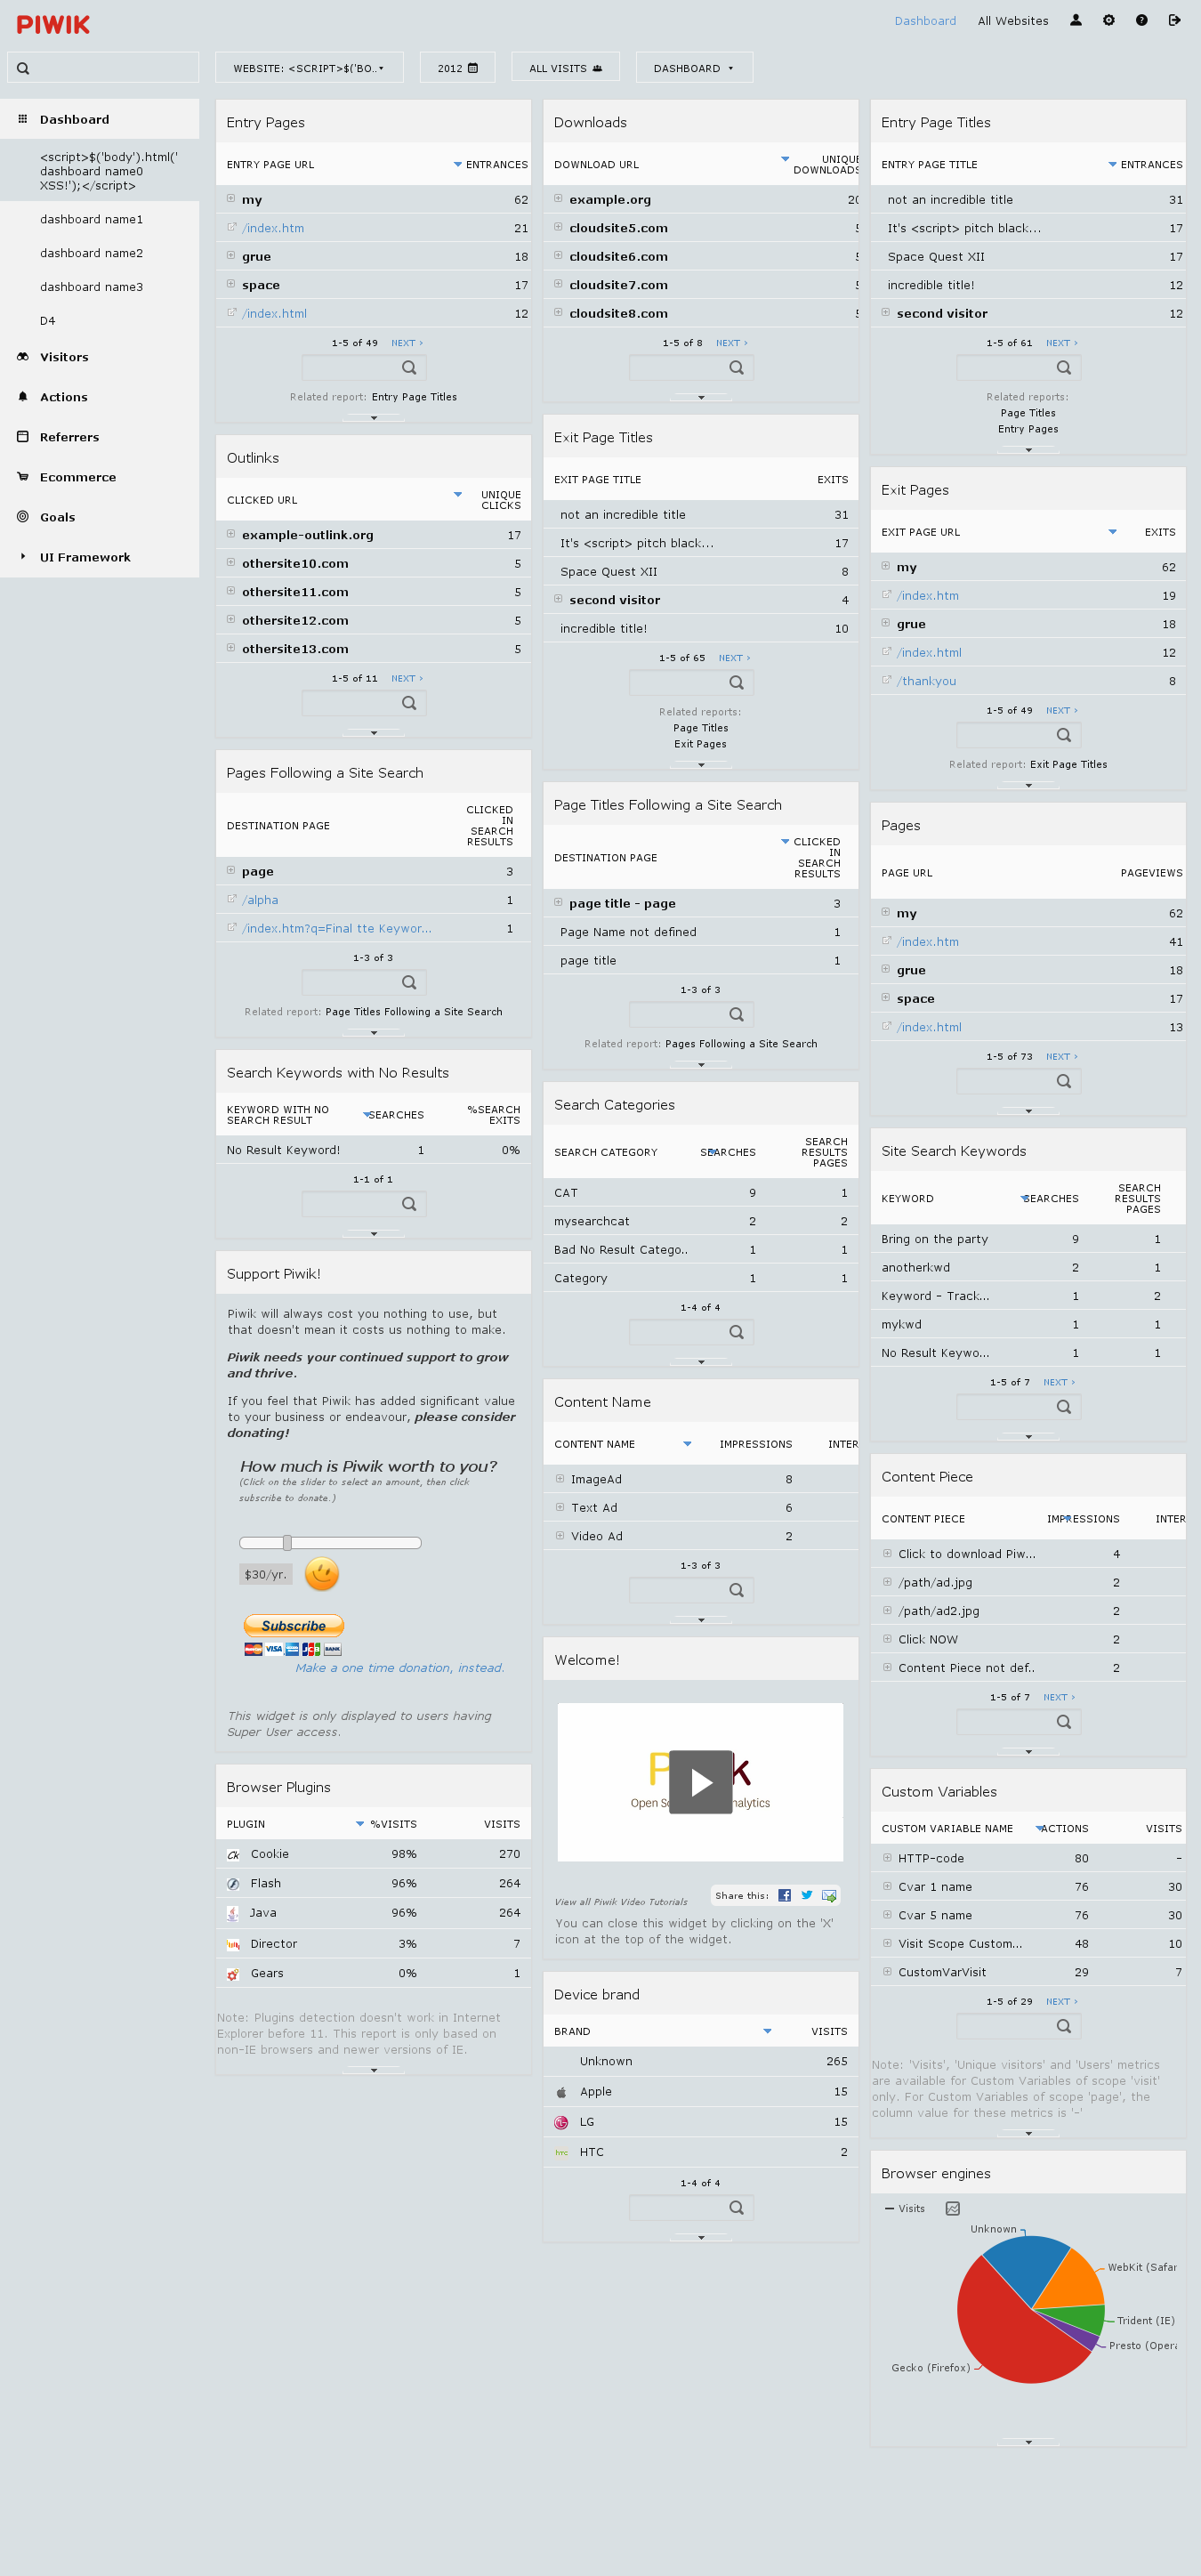 PIWIK
Dashboard All Websites
WEBSITE: <SCRIPT>$('BO..
2012
ALL VISITS
DASHBOARD
Dashboard
<script>$('body').html('
dashboard name0
XSS!');</script>
dashboard name1
dashboard name2
dashboard name3
D4
Visitors
Actions
Referrers
Ecommerce
Goals
UI Framework
Entry Pages
ENTRY PAGE URL ENTRANCES
my 62
/index.htm 21
grue 18
space 17
/index.html 12
1-5 of 49 NEXT ›
Related report: Entry Page Titles
Outlinks
CLICKED URL UNIQUE
CLICKS
example-outlink.org 17
othersite10.com 5
othersite11.com 5
othersite12.com 5
othersite13.com 5
1-5 of 11 NEXT ›
Pages Following a Site Search
DESTINATION PAGE CLICKED
IN
SEARCH
RESULTS
page 3
/alpha 1
/index.htm?q=Final tte Keywor... 1
1-3 of 3
Related report: Page Titles Following a Site Search
Search Keywords with No Results
KEYWORD WITH NO SEARCHES %SEARCH
SEARCH RESULT EXITS
No Result Keyword! 1 0%
1-1 of 1
Support Piwik!
Piwik will always cost you nothing to use, but
that doesn't mean it costs us nothing to make.
Piwik needs your continued support to grow
and thrive.
If you feel that Piwik has added significant value
to your business or endeavour, please consider
donating!
How much is Piwik worth to you?
(Click on the slider to select an amount, then click
subscribe to donate.)
$30/yr.
Subscribe
VISA JCB BANK
Make a one time donation, instead.
This widget is only displayed to users having
Super User access.
Browser Plugins
PLUGIN %VISITS VISITS
Cookie 98% 270
Flash 96% 264
Java 96% 264
Director 3% 7
Gears 0% 1
Note: Plugins detection doesn't work in Internet
Explorer before 11. This report is only based on
non-IE browsers and newer versions of IE.
Downloads
DOWNLOAD URL UNIQUE
DOWNLOADS
example.org 20
cloudsite5.com 5
cloudsite6.com 5
cloudsite7.com 5
cloudsite8.com 5
1-5 of 8 NEXT ›
Exit Page Titles
EXIT PAGE TITLE EXITS
not an incredible title 31
It's <script> pitch black... 17
Space Quest XII 8
second visitor 4
incredible title! 10
1-5 of 65 NEXT ›
Related reports:
Page Titles
Exit Pages
Page Titles Following a Site Search
DESTINATION PAGE CLICKED
IN
SEARCH
RESULTS
page title - page 3
Page Name not defined 1
page title 1
1-3 of 3
Related report: Pages Following a Site Search
Search Categories
SEARCH CATEGORY SEARCHES SEARCH
RESULTS
PAGES
CAT 9 1
mysearchcat 2 2
Bad No Result Catego.. 1 1
Category 1 1
1-4 of 4
Content Name
CONTENT NAME IMPRESSIONS INTER
ImageAd 8
Text Ad 6
Video Ad 2
1-3 of 3
Welcome!
P k
Open So nalytics
View all Piwik Video Tutorials Share this:
You can close this widget by clicking on the 'X'
icon at the top of the widget.
Device brand
BRAND VISITS
Unknown 265
Apple 15
LG 15
HTC 2
1-4 of 4
Entry Page Titles
ENTRY PAGE TITLE ENTRANCES
not an incredible title 31
It's <script> pitch black... 17
Space Quest XII 17
incredible title! 12
second visitor 12
1-5 of 61 NEXT ›
Related reports:
Page Titles
Entry Pages
Exit Pages
EXIT PAGE URL EXITS
my 62
/index.htm 19
grue 18
/index.html 12
/thankyou 8
1-5 of 49 NEXT ›
Related report: Exit Page Titles
Pages
PAGE URL PAGEVIEWS
my 62
/index.htm 41
grue 18
space 17
/index.html 13
1-5 of 73 NEXT ›
Site Search Keywords
KEYWORD SEARCHES SEARCH
RESULTS
PAGES
Bring on the party 9 1
anotherkwd 2 1
Keyword - Track... 1 2
mykwd 1 1
No Result Keywo... 1 1
1-5 of 7 NEXT ›
Content Piece
CONTENT PIECE IMPRESSIONS INTER
Click to download Piw... 4
/path/ad.jpg 2
/path/ad2.jpg 2
Click NOW 2
Content Piece not def.. 2
1-5 of 7 NEXT ›
Custom Variables
CUSTOM VARIABLE NAME ACTIONS VISITS
HTTP-code 80 -
Cvar 1 name 76 30
Cvar 5 name 76 30
Visit Scope Custom... 48 10
CustomVarVisit 29 7
1-5 of 29 NEXT ›
Note: 'Visits', 'Unique visitors' and 'Users' metrics
are available for Custom Variables of scope 'visit'
only. For Custom Variables of scope 'page', the
column value for these metrics is '-'
Browser engines
Visits
Unknown
WebKit (Safar
Trident (IE)
Presto (Opera
Gecko (Firefox)